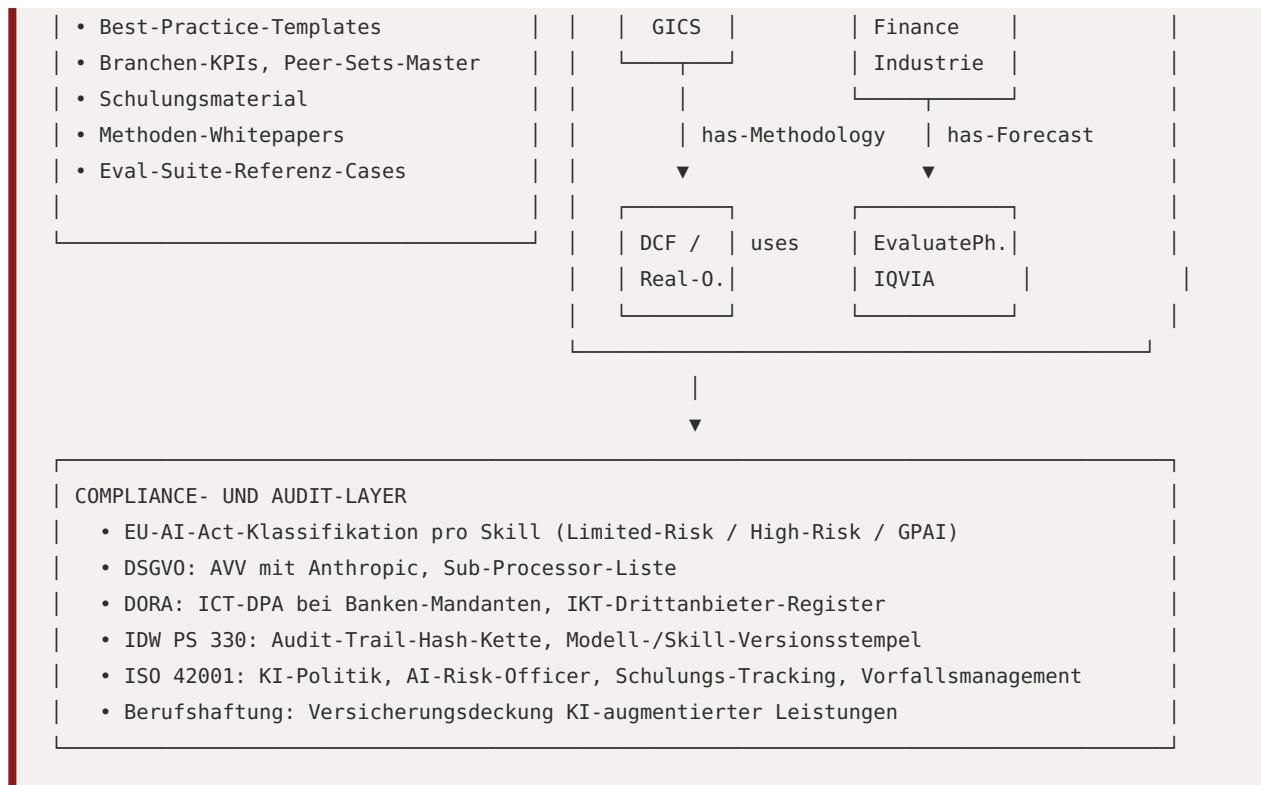 • Best-Practice-Templates GICS Finance
• Branchen-KPIs, Peer-Sets-Master Industrie
• Schulungsmaterial
• Methoden-Whitepapers has-Methodology has-Forecast
• Eval-Suite-Referenz-Cases
DCF / uses EvaluatePh.
Real-O. IQVIA
COMPLIANCE- UND AUDIT-LAYER
• EU-AI-Act-Klassifikation pro Skill (Limited-Risk / High-Risk / GPAI)
• DSGVO: AVV mit Anthropic, Sub-Processor-Liste
• DORA: ICT-DPA bei Banken-Mandanten, IKT-Drittanbieter-Register
• IDW PS 330: Audit-Trail-Hash-Kette, Modell-/Skill-Versionsstempel
• ISO 42001: KI-Politik, AI-Risk-Officer, Schulungs-Tracking, Vorfallsmanagement
• Berufshaftung: Versicherungsdeckung KI-augmentierter Leistungen